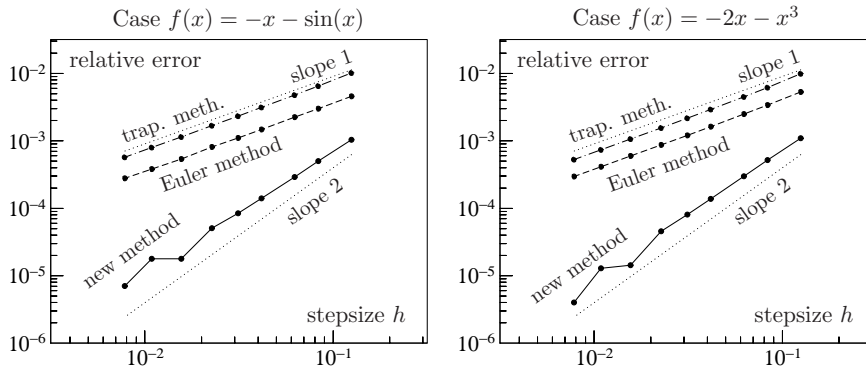 Case f(x) = −x − sin(x)
relative error
10⁻²
10⁻³
10⁻⁴
10⁻⁵
10⁻⁶
slope 1
trap. meth.
Euler method
new method
slope 2
stepsize h
10⁻²
10⁻¹
Case f(x) = −2x − x³
relative error
10⁻²
10⁻³
10⁻⁴
10⁻⁵
10⁻⁶
slope 1
trap. meth.
Euler method
new method
slope 2
stepsize h
10⁻²
10⁻¹